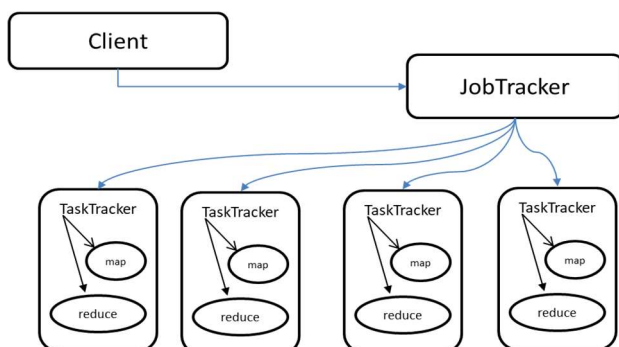 Client
JobTracker
TaskTracker
map
reduce
TaskTracker
map
reduce
TaskTracker
map
reduce
TaskTracker
map
reduce